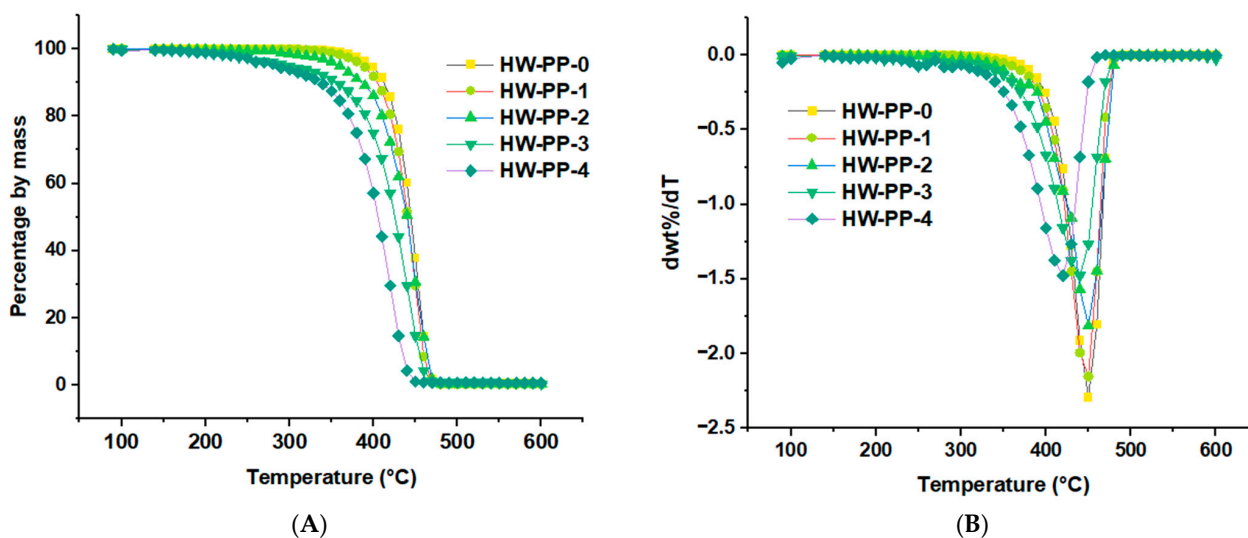 100
80
60
40
20
0
Percentage by mass
100 200 300 400 500 600
Temperature (°C)
HW-PP-0
HW-PP-1
HW-PP-2
HW-PP-3
HW-PP-4
(A)
0.0
−0.5
−1.0
−1.5
−2.0
−2.5
dwt%/dT
100 200 300 400 500 600
Temperature (°C)
HW-PP-0
HW-PP-1
HW-PP-2
HW-PP-3
HW-PP-4
(B)